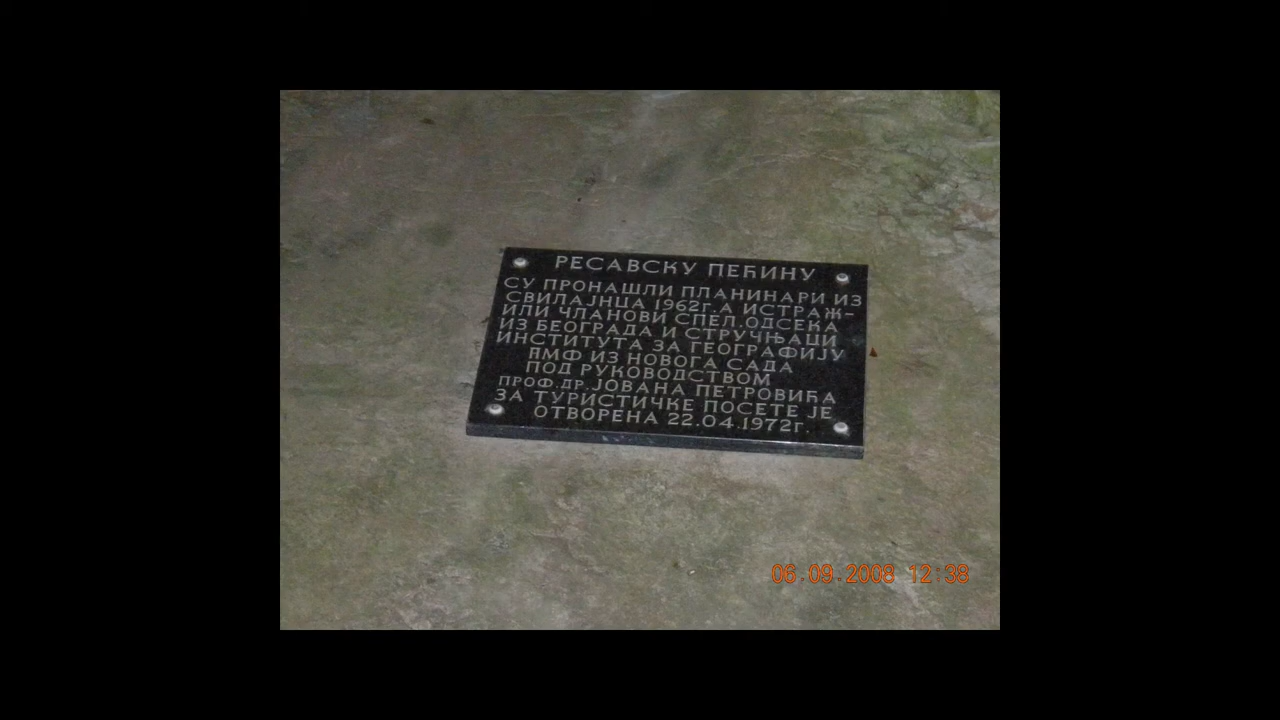 РЕСАВСКУ ПЕЋИНУ
СУ ПРОНАШЛИ ПЛАНИНАРИ ИЗ
СВИЛАЈНЦА 1962г. А ИСТРАЖ-
ИЛИ ЧЛАНОВИ СПЕЛ. ОДСЕКА
ИЗ БЕОГРАДА И СТРУЧЊАЦИ
ИНСТИТУТА ЗА ГЕОГРАФИЈУ
ПМФ ИЗ НОВОГА САДА
ПОД РУКОВОДСТВОМ
ПРОФ. ДР. ЈОВАНА ПЕТРОВИЋА
ЗА ТУРИСТИЧКЕ ПОСЕТЕ ЈЕ
ОТВОРЕНА 22.04.1972г.
06.09.2008 12:38